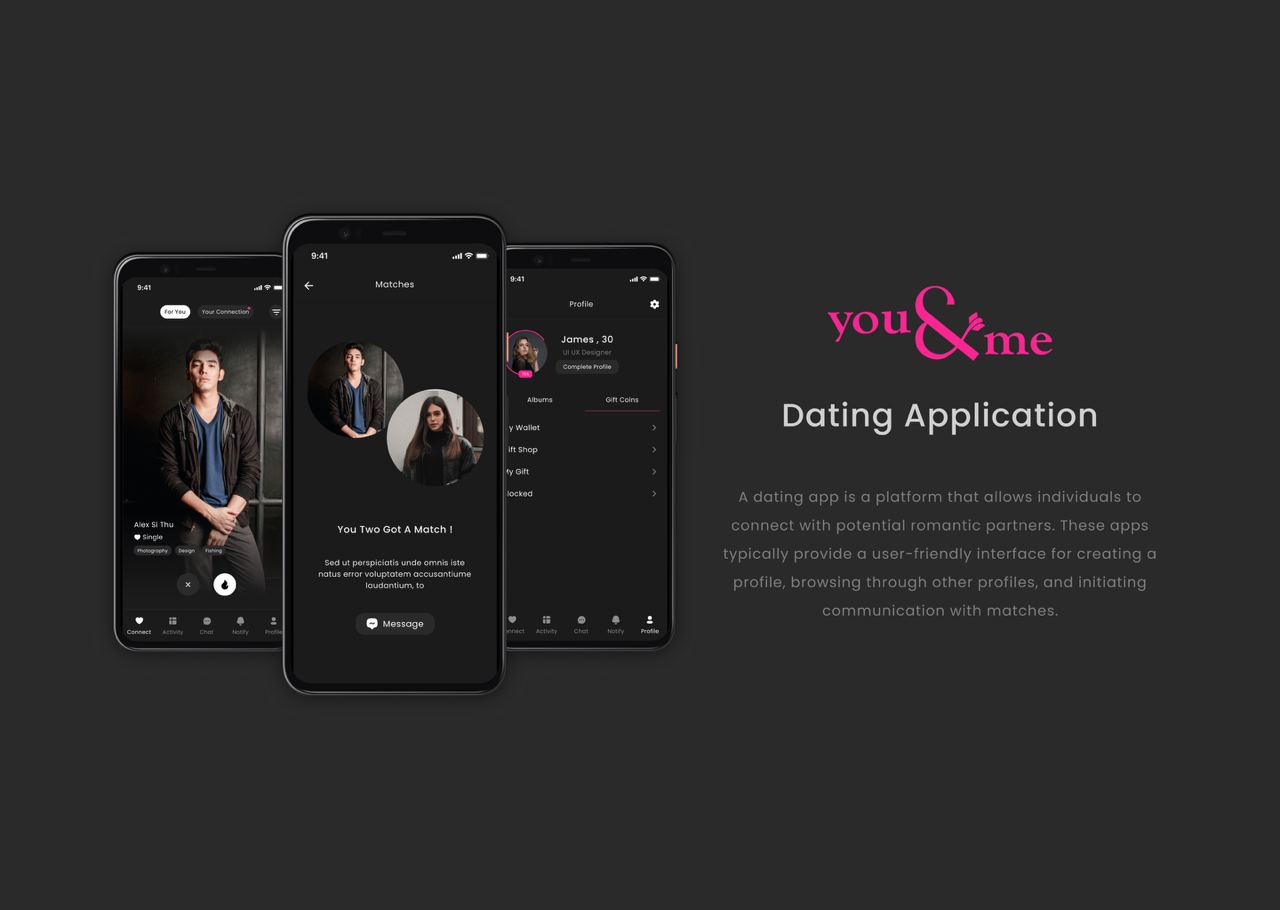 9:41
For You
Your Connection
Alex Si Thu
Single
Photography
Design
Fishing
Connect
Activity
Chat
Notify
9:41
Matches
You Two Got A Match !
Sed ut perspiciatis unde omnis iste
natus error voluptatem accusantiume
laudantium, to
Message
9:41
Profile
James , 30
UI UX Designer
Complete Profile
Albums
Gift Coins
y Wallet
ift Shop
My Gift
locked
nnect
Activity
Chat
Notify
Profile
you&me
Dating Application
A dating app is a platform that allows individuals to
connect with potential romantic partners. These apps
typically provide a user-friendly interface for creating a
profile, browsing through other profiles, and initiating
communication with matches.